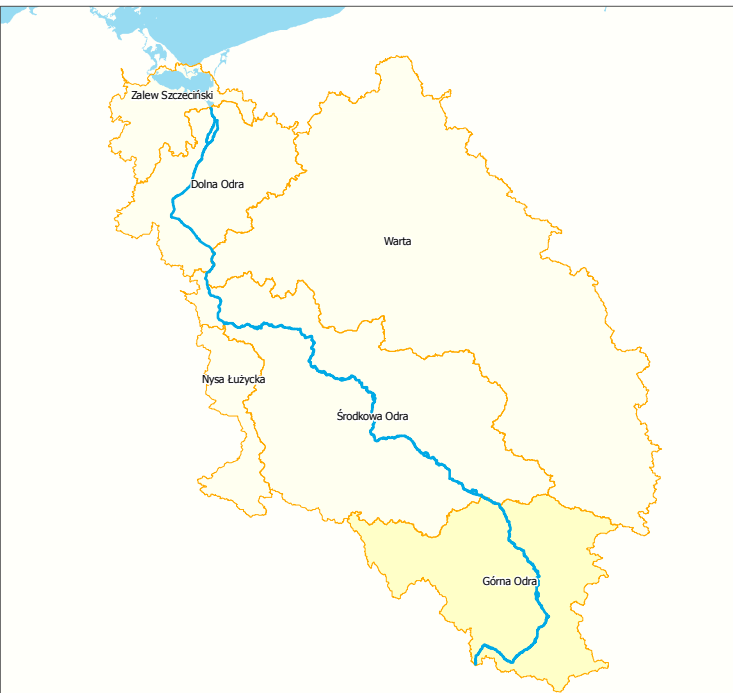 Zalew Szczeciński
Dolna Odra
Warta
Nysa Łużycka
Środkowa Odra
Górna Odra